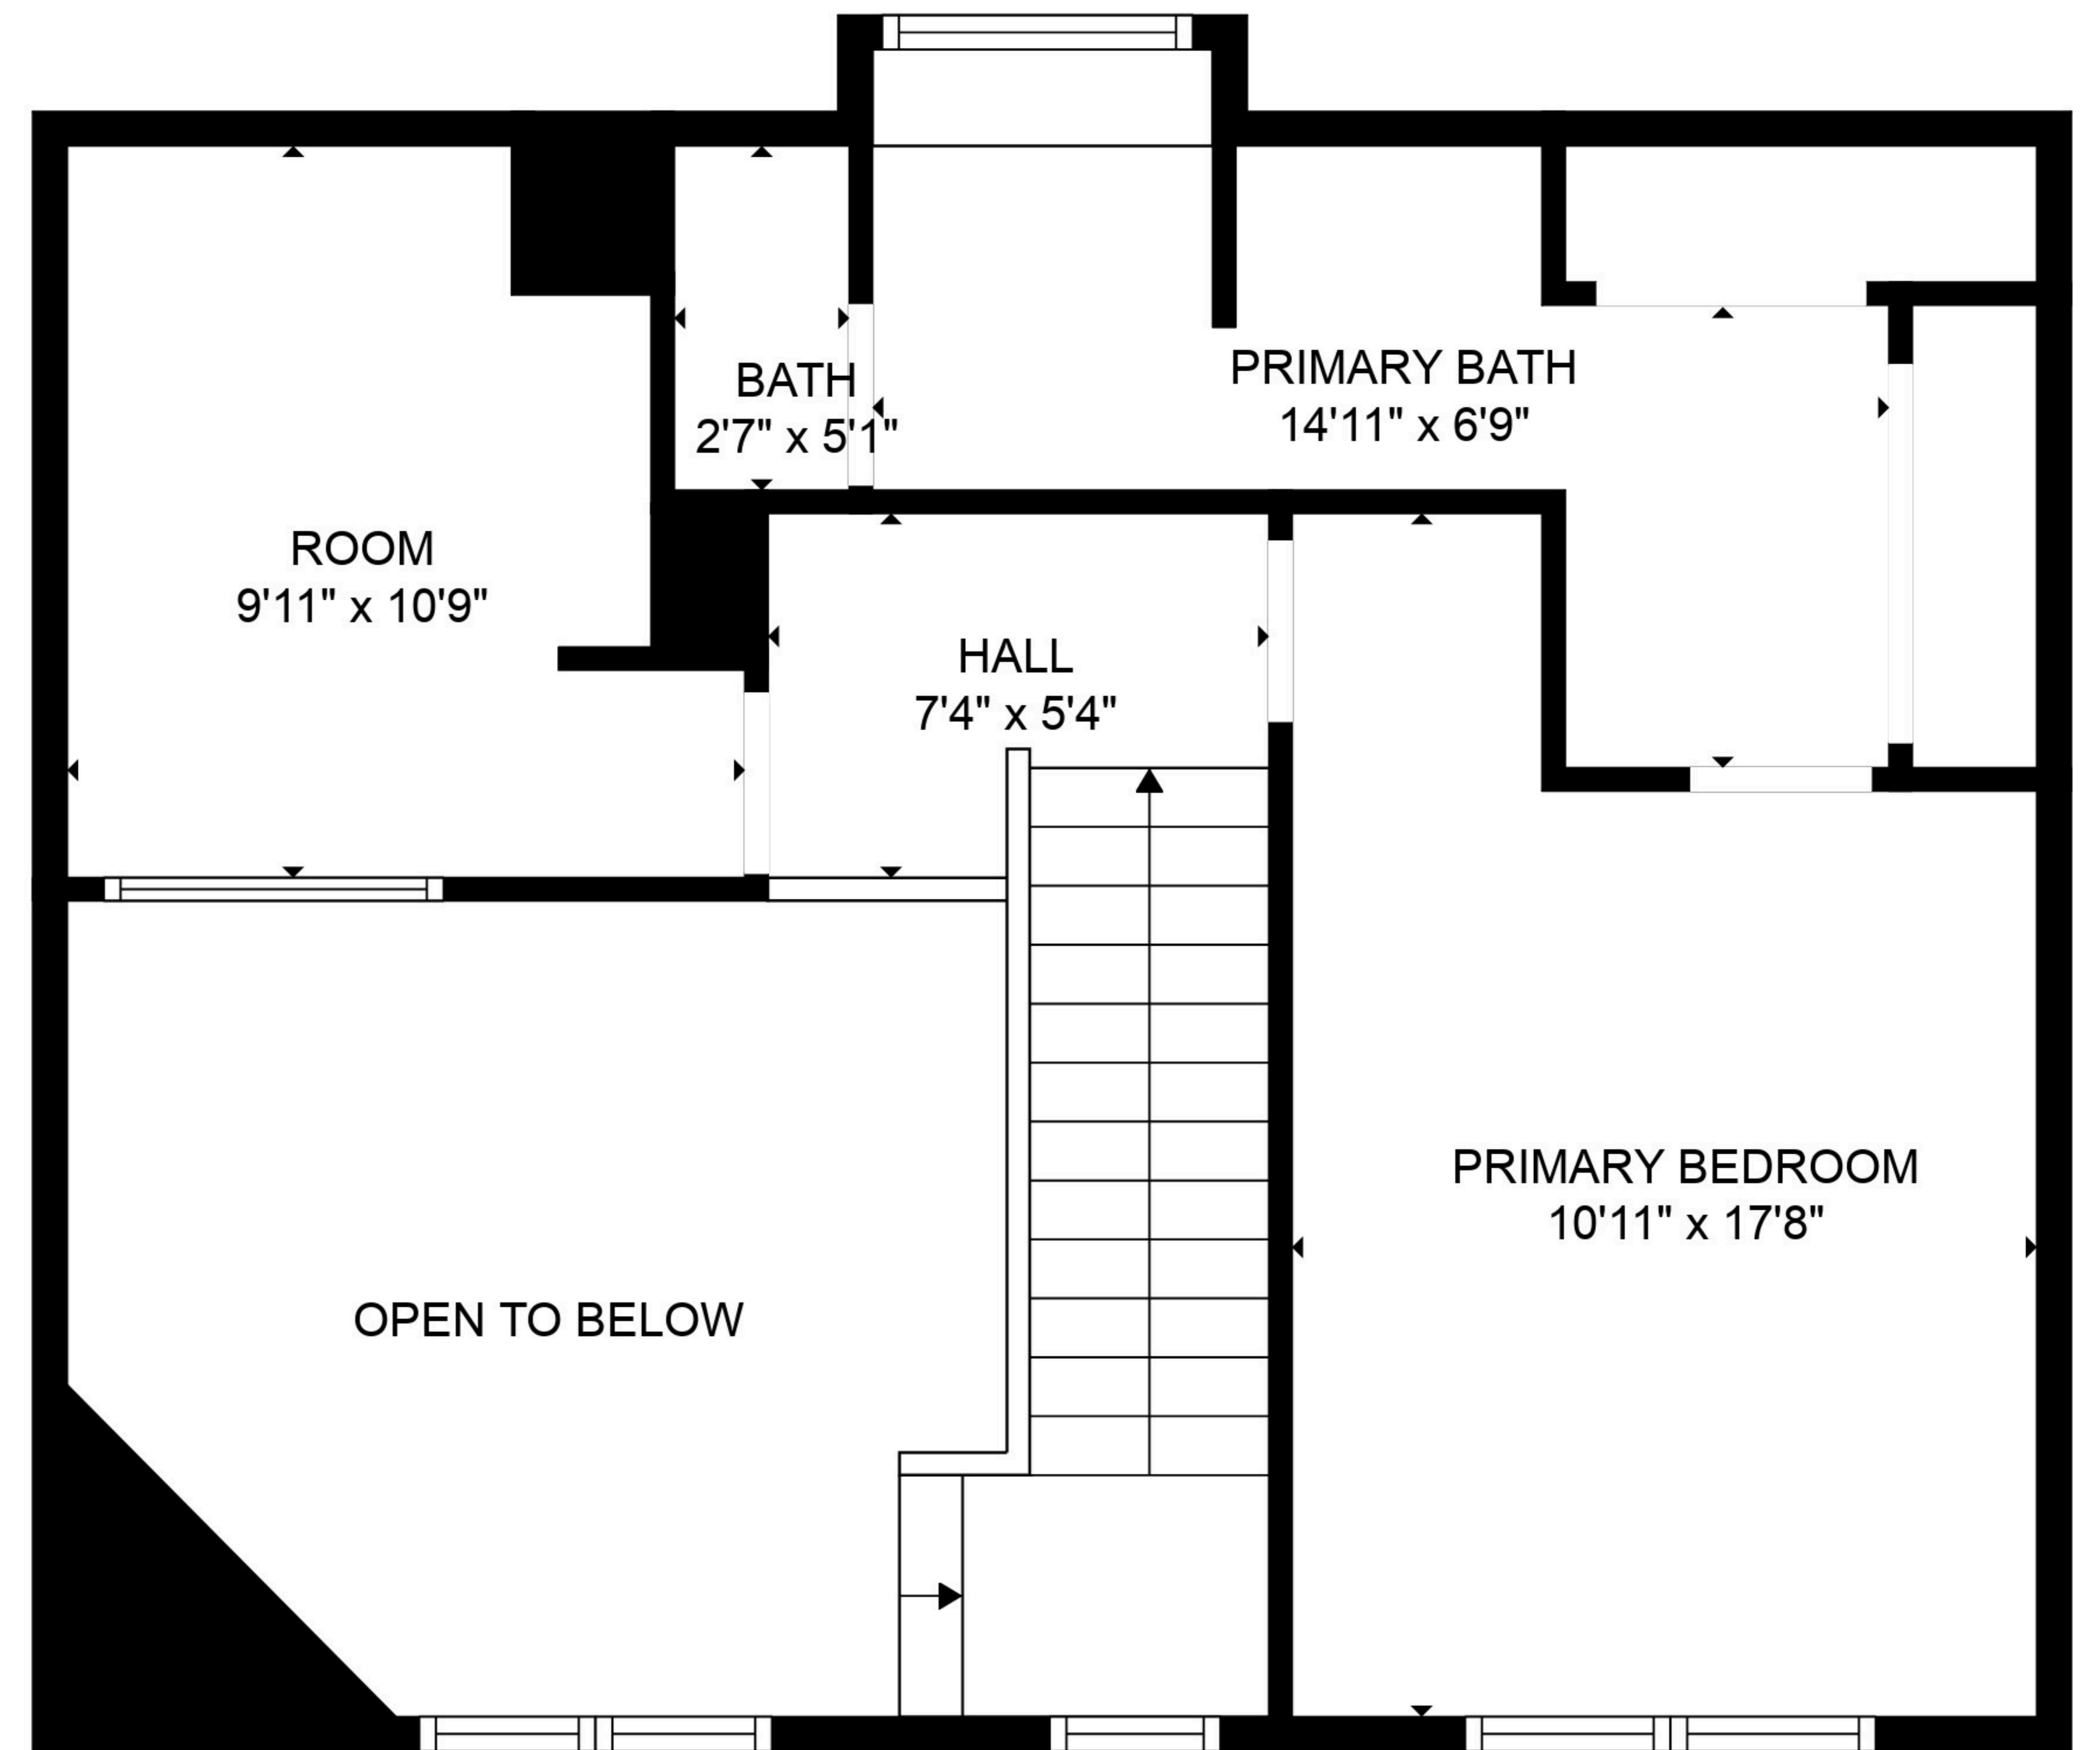 PRIMARY BATH
14'11" x 6'9"
BATH
2'7" x 5'1"
ROOM
9'11" x 10'9"
HALL
7'4" x 5'4"
PRIMARY BEDROOM
10'11" x 17'8"
OPEN TO BELOW